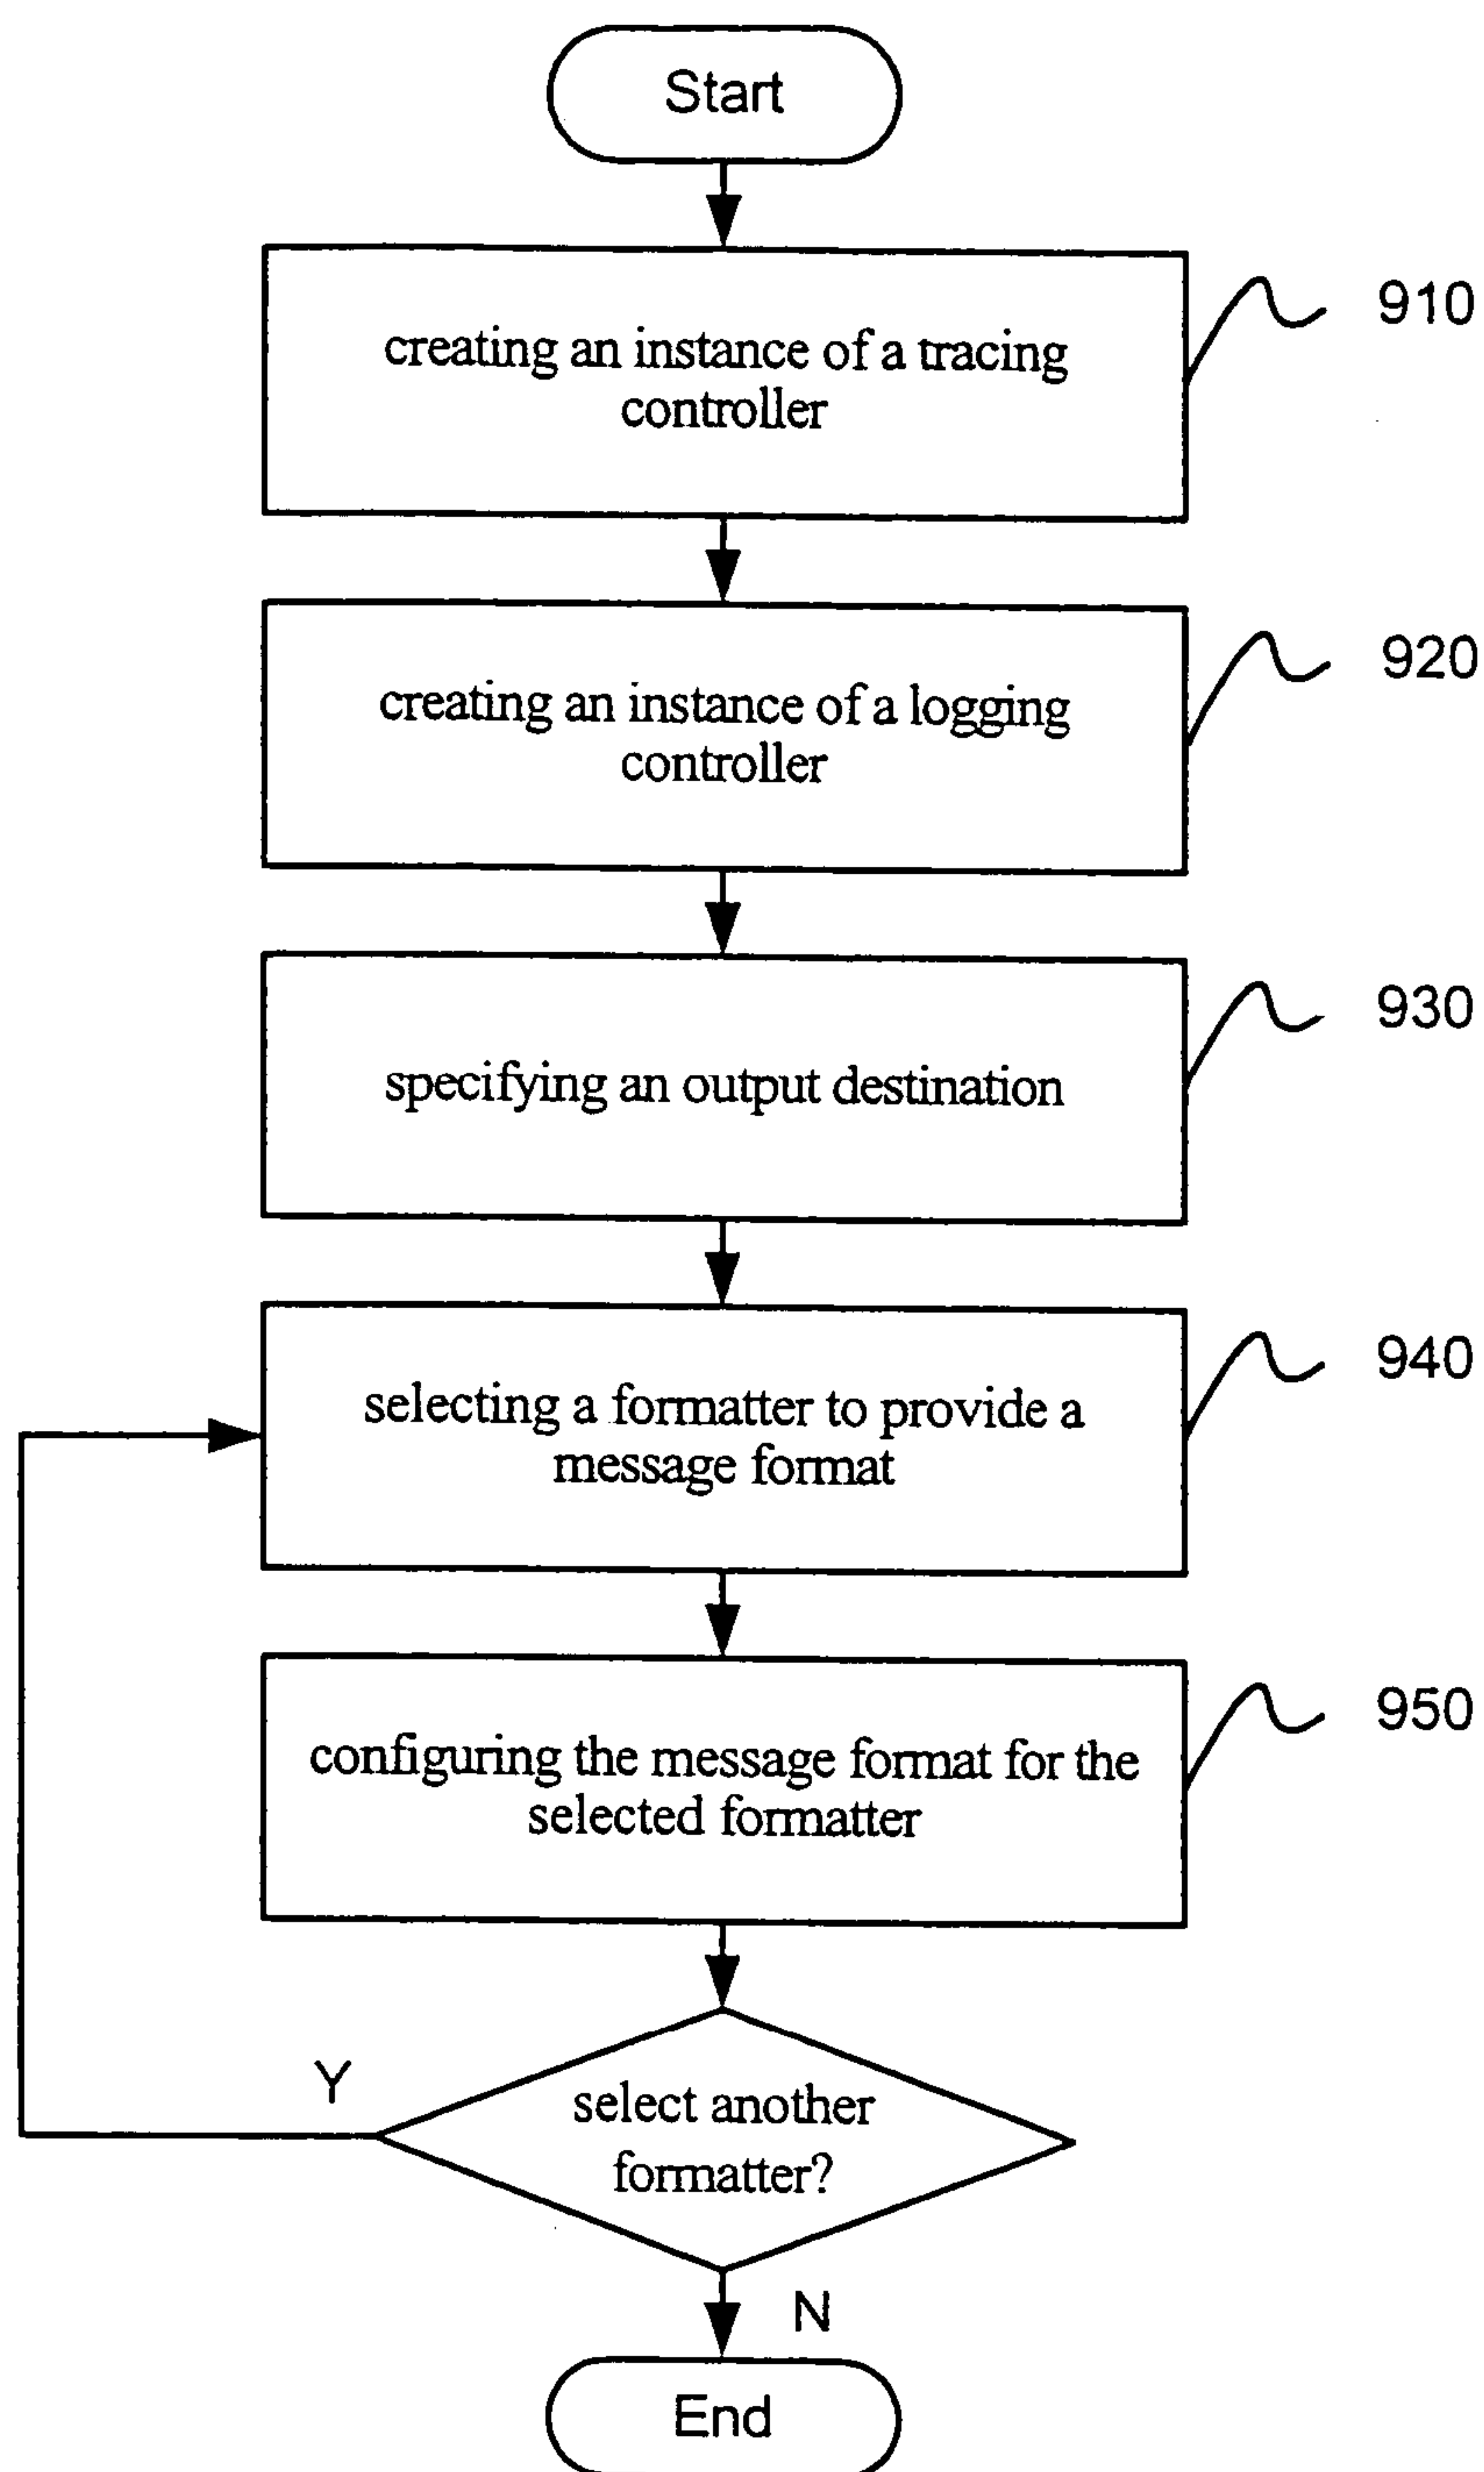 Start
creating an instance of a tracing
controller
910
creating an instance of a logging
controller
920
specifying an output destination
930
selecting a formatter to provide a
message format
940
configuring the message format for the
selected formatter
950
Y
select another
formatter?
N
End